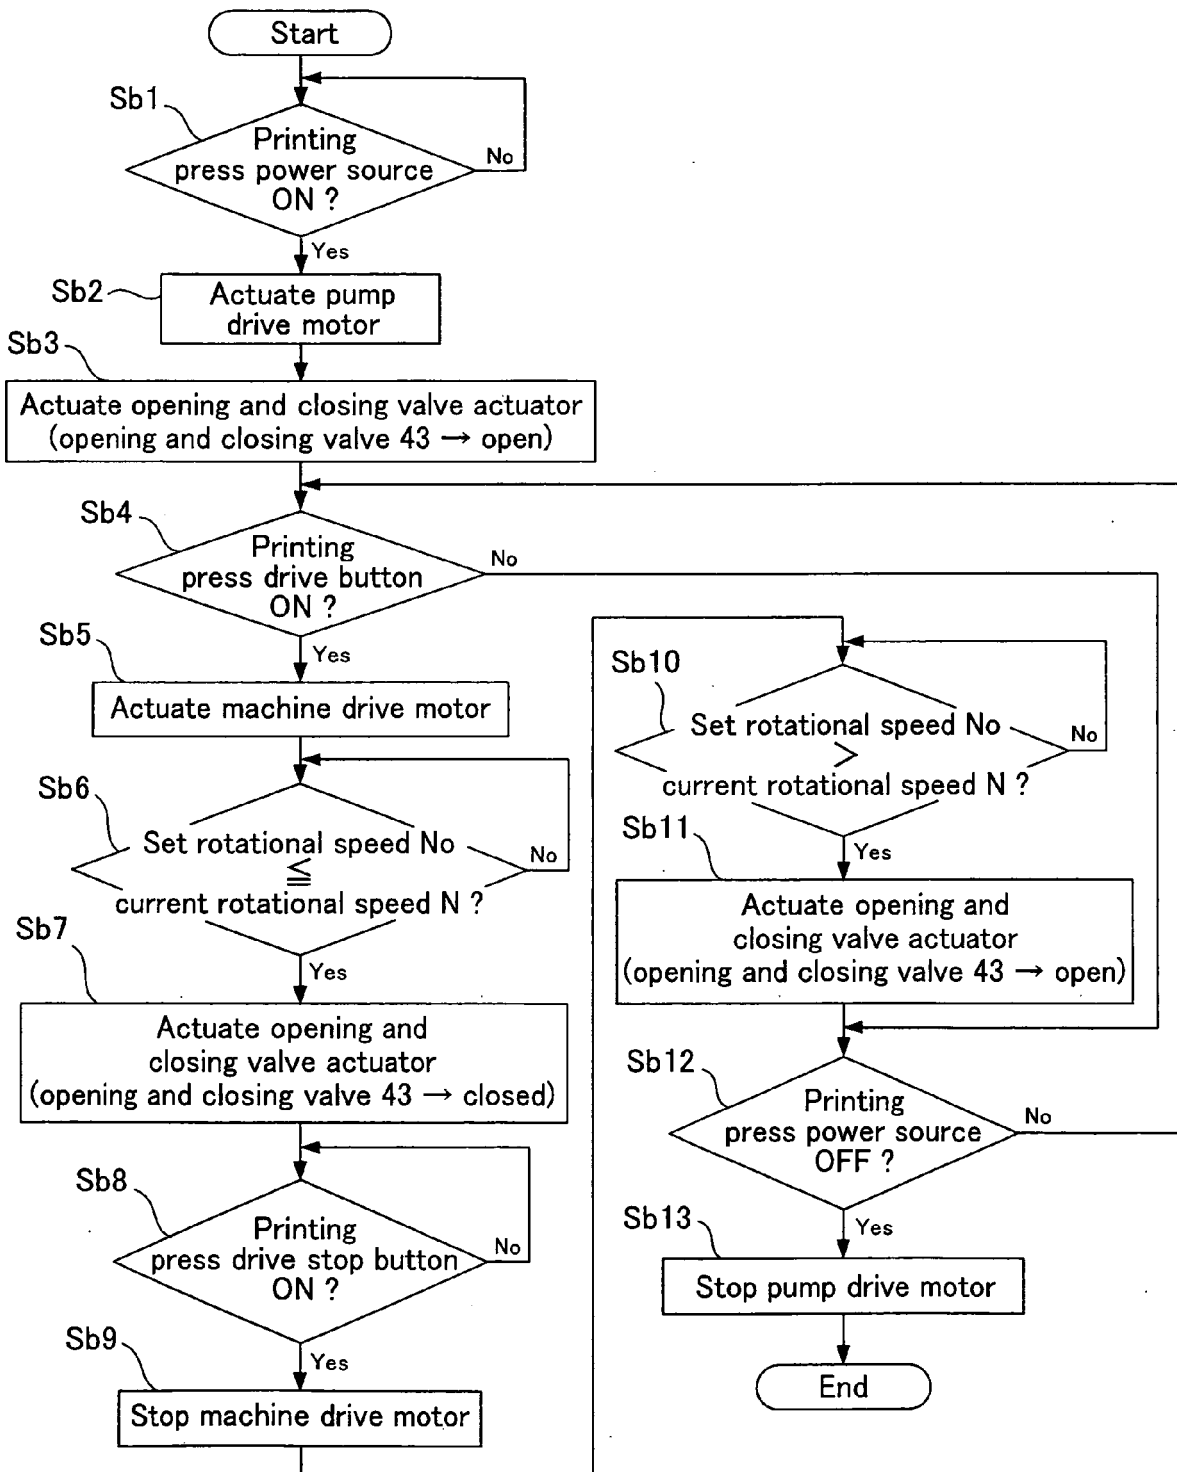 Start
Sb1
Printing
press power source
ON ?
No
Yes
Sb2
Actuate pump
drive motor
Sb3
Actuate opening and closing valve actuator
(opening and closing valve 43 → open)
Sb4
Printing
press drive button
ON ?
No
Yes
Sb5
Actuate machine drive motor
Sb6
Set rotational speed No
≦
current rotational speed N ?
No
Yes
Sb7
Actuate opening and
closing valve actuator
(opening and closing valve 43 → closed)
Sb8
Printing
press drive stop button
ON ?
No
Yes
Sb9
Stop machine drive motor
Sb10
Set rotational speed No
>
current rotational speed N ?
No
Yes
Sb11
Actuate opening and
closing valve actuator
(opening and closing valve 43 → open)
Sb12
Printing
press power source
OFF ?
No
Yes
Sb13
Stop pump drive motor
End